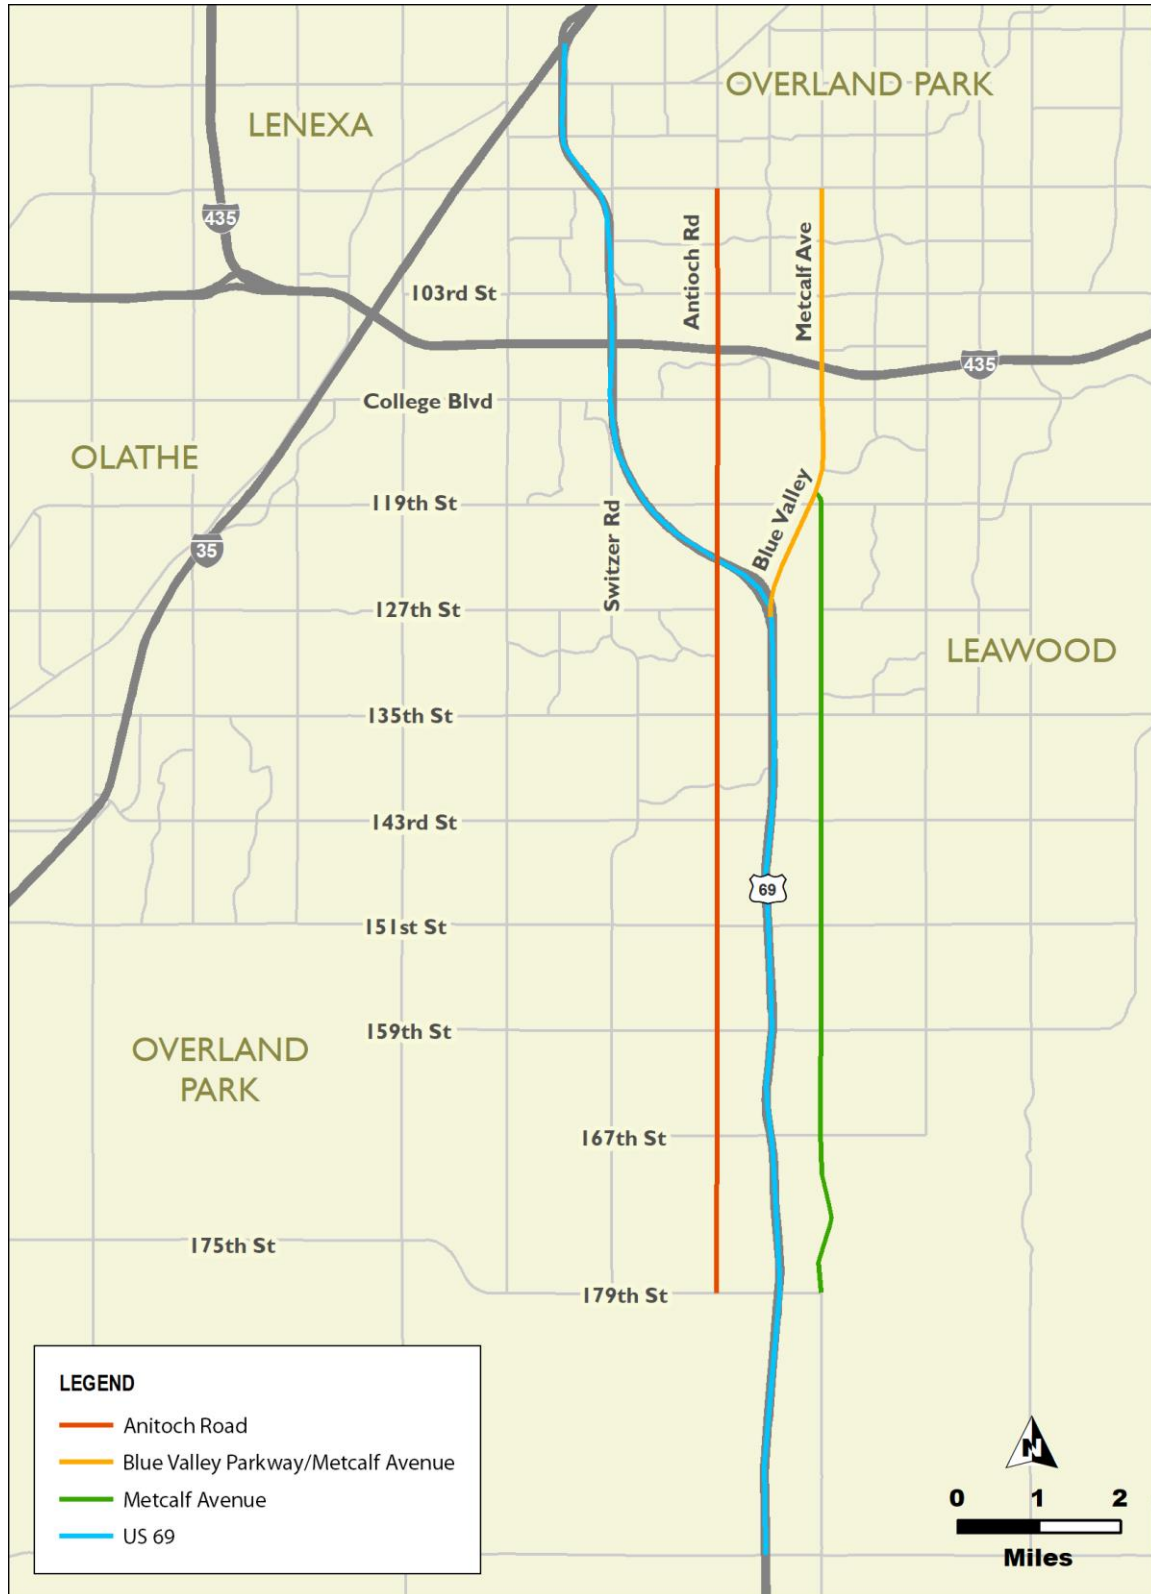 OVERLAND PARK
LENEXA
435
Antioch Rd
Metcalf Ave
103rd St
435
College Blvd
OLATHE
119th St
Switzer Rd
Blue Valley
35
127th St
LEAWOOD
135th St
143rd St
69
151st St
159th St
OVERLAND
PARK
167th St
175th St
179th St
LEGEND
Anitoch Road
Blue Valley Parkway/Metcalf Avenue
Metcalf Avenue
US 69
N
0 1 2
Miles